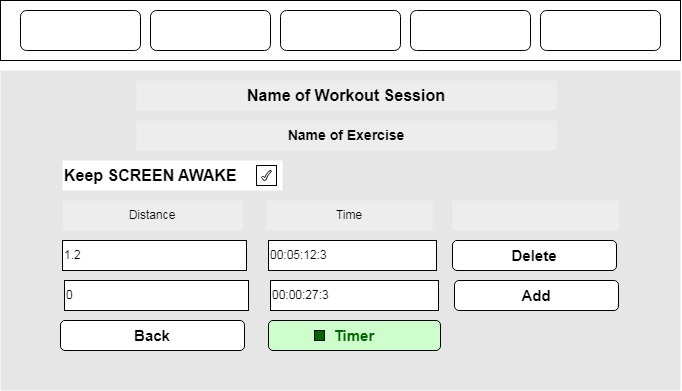 Name of Workout Session
Name of Exercise
Keep SCREEN AWAKE
Distance Time
1.2 00:05:12:3 Delete
0 00:00:27:3 Add
Back Timer